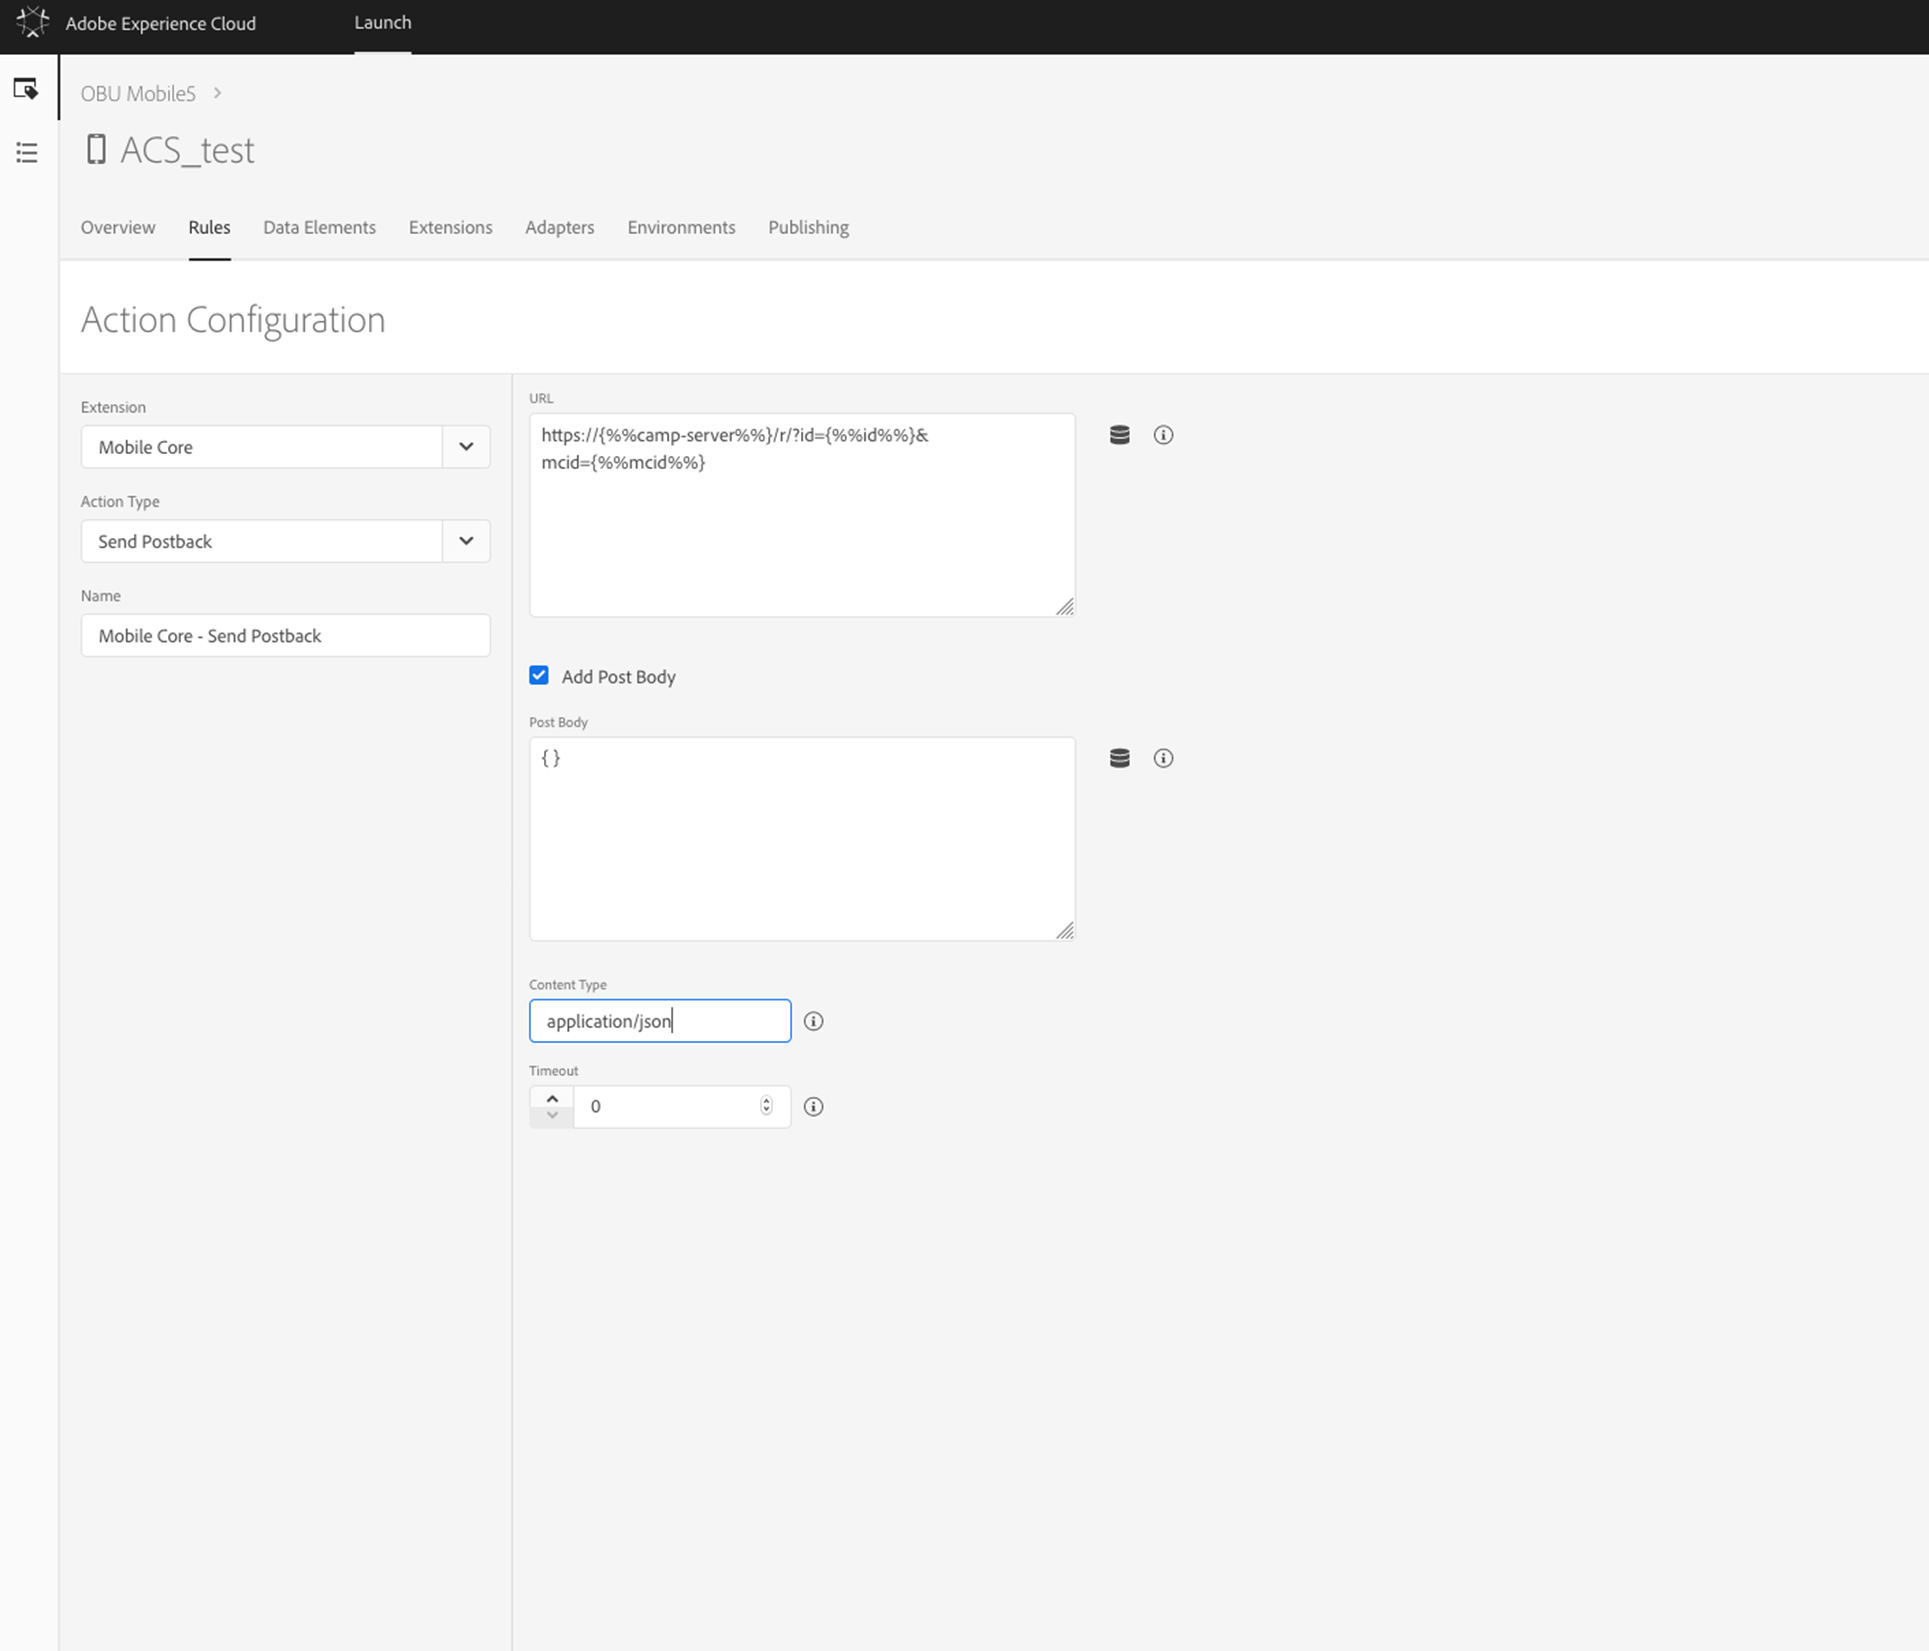 Adobe Experience Cloud
Launch
OBU Mobile5 >
ACS_test
Overview
Rules
Data Elements
Extensions
Adapters
Environments
Publishing
Action Configuration
Extension
Mobile Core
Action Type
Send Postback
Name
Mobile Core - Send Postback
URL
https://{%%camp-server%%}/r/?id={%%id%%}&
mcid={%%mcid%%}
Add Post Body
Post Body
{ }
Content Type
application/json
Timeout
0